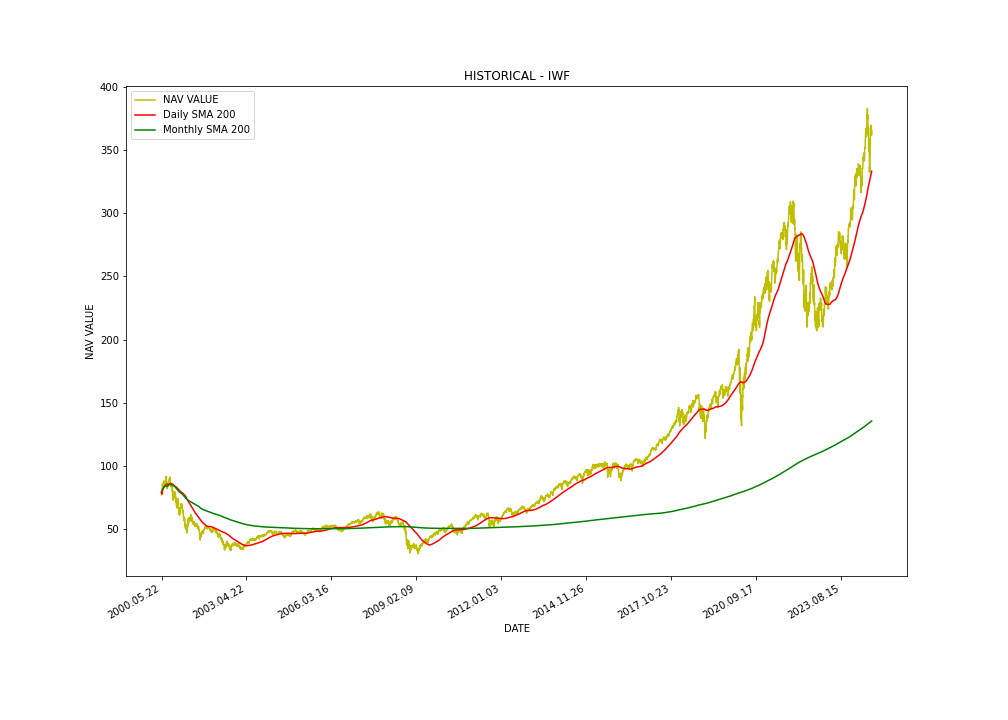 HISTORICAL - IWF
NAV VALUE
Daily SMA 200
Monthly SMA 200
NAV VALUE
400
350
300
250
200
150
100
50
2000.05.22
2003.04.22
2006.03.16
2009.02.09
2012.01.03
2014.11.26
2017.10.23
2020.09.17
2023.08.15
DATE